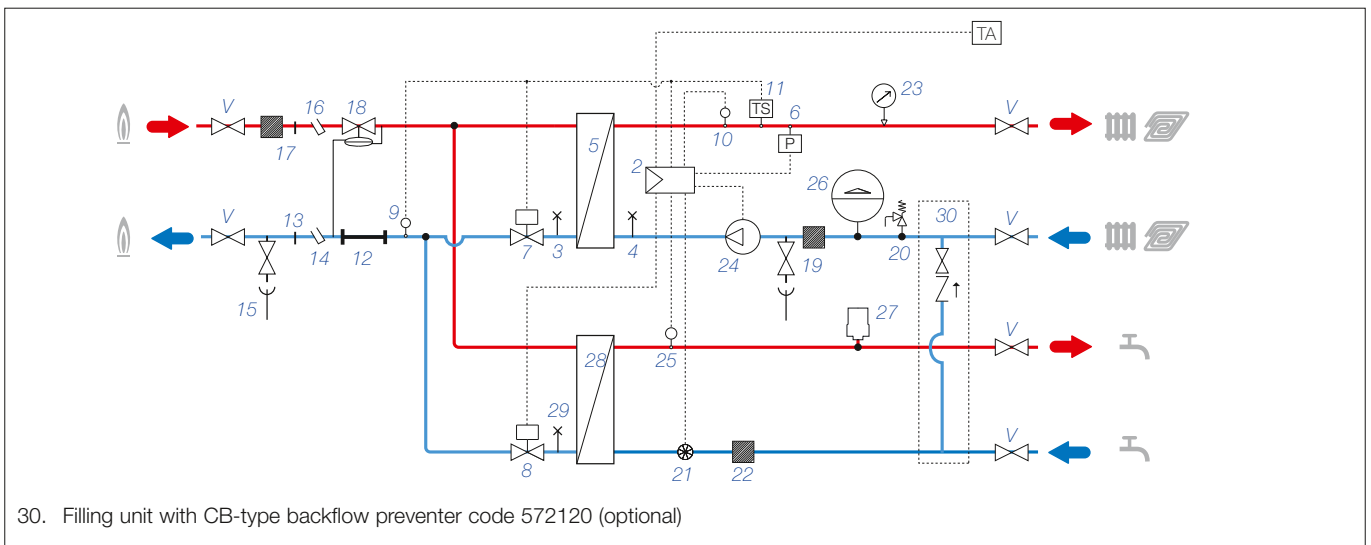 TA
V
16
18
11
TS
6
23
V
17
5
10
P
2
26
30
V
13
9
14
12
7
3
4
24
19
20
V
15
27
V
28
25
29
V
8
21
22
30. Filling unit with CB-type backflow preventer code 572120 (optional)